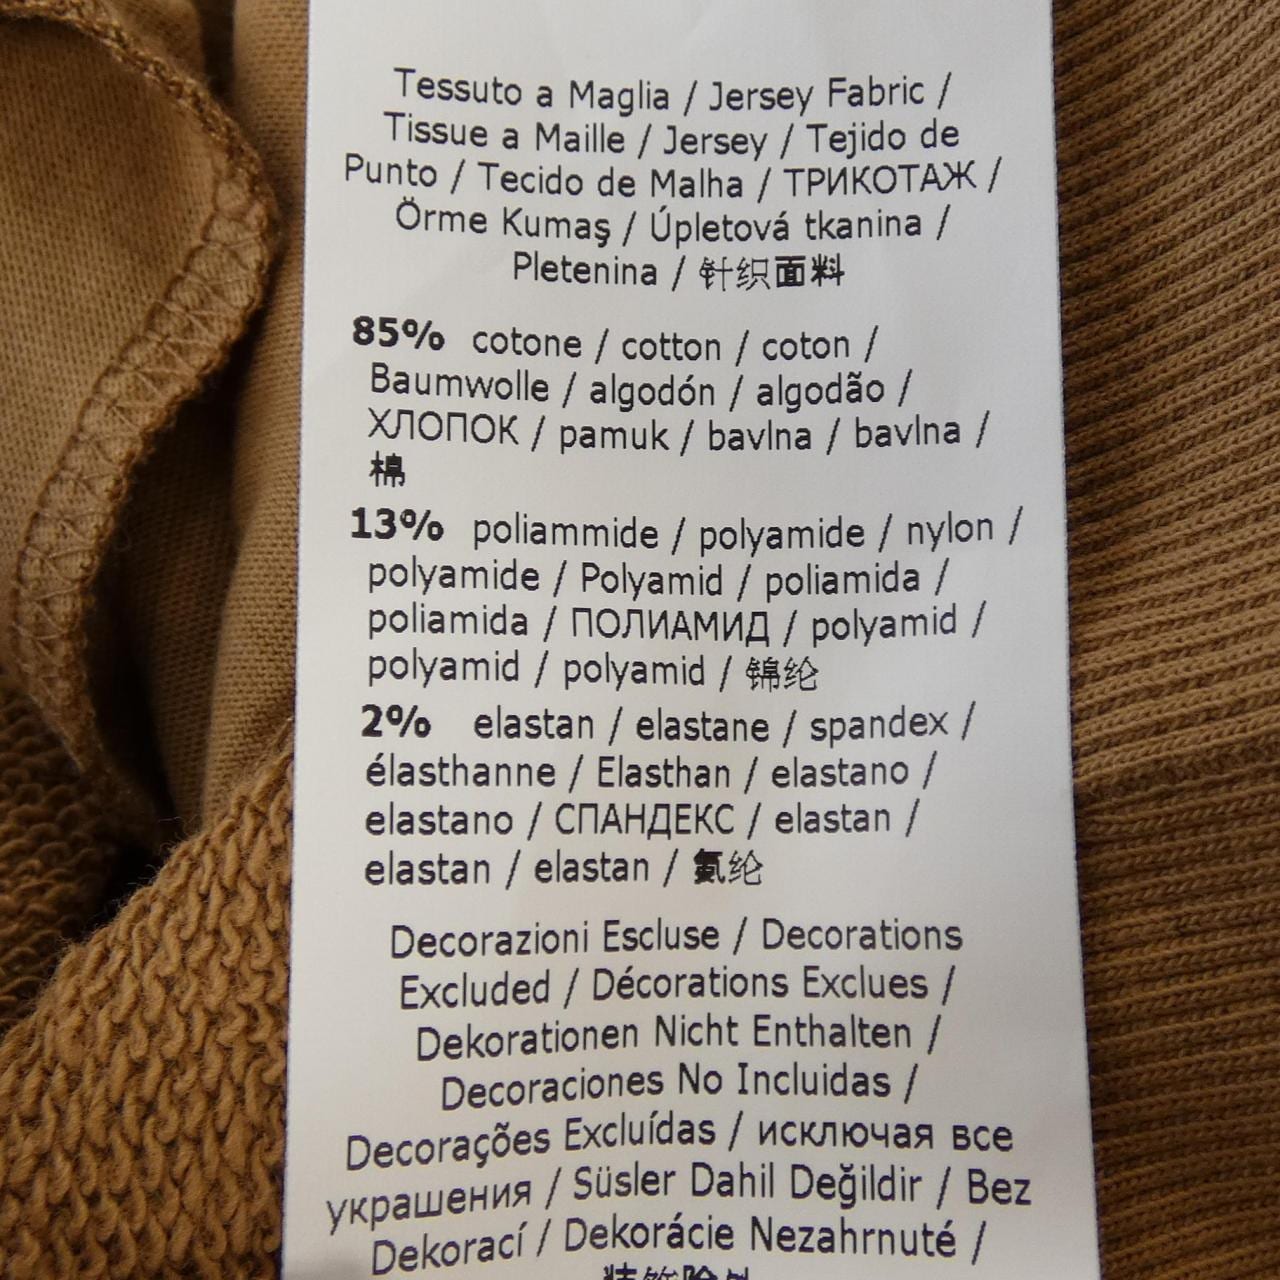 Tessuto a Maglia / Jersey Fabric /
Tissue a Maille / Jersey / Tejido de
Punto / Tecido de Malha / ТРИКОТАЖ /
Örme Kumaş / Úpletová tkanina /
Pletenina / 针织面料
85% cotone / cotton / coton /
Baumwolle / algodón / algodão /
ХЛОПОК / pamuk / bavlna / bavlna /
棉
13% poliammide / polyamide / nylon /
polyamide / Polyamid / poliamida /
poliamida / ПОЛИАМИД / polyamid /
polyamid / polyamid / 锦纶
2% elastan / elastane / spandex /
élasthanne / Elasthan / elastano /
elastano / СПАНДЕКС / elastan /
elastan / elastan / 氨纶
Decorazioni Escluse / Decorations
Excluded / Décorations Exclues /
Dekorationen Nicht Enthalten /
Decoraciones No Incluidas /
Decorações Excluídas / исключая все
украшения / Süsler Dahil Değildir / Bez
Dekorací / Dekorácie Nezahrnuté /